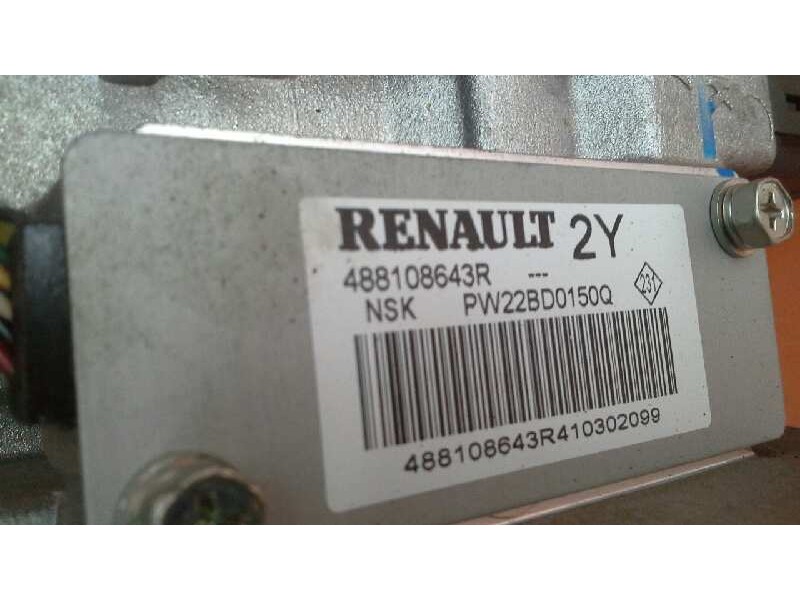 RENAULT 2Y
488108643R ---
231
NSK PW22BD0150Q
488108643R410302099